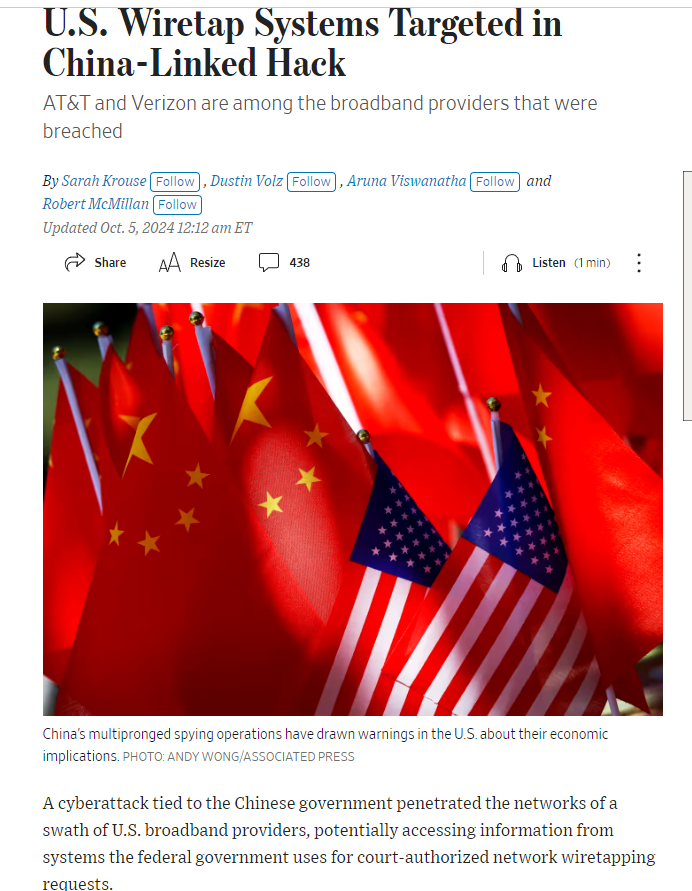 U.S. Wiretap Systems Targeted in
China-Linked Hack
AT&T and Verizon are among the broadband providers that were
breached
By Sarah Krouse Follow , Dustin Volz Follow , Aruna Viswanatha Follow and
Robert McMillan Follow
Updated Oct. 5, 2024 12:12 am ET
Share AA Resize 438 Listen (1 min)
China’s multipronged spying operations have drawn warnings in the U.S. about their economic
implications. PHOTO: ANDY WONG/ASSOCIATED PRESS
A cyberattack tied to the Chinese government penetrated the networks of a
swath of U.S. broadband providers, potentially accessing information from
systems the federal government uses for court-authorized network wiretapping
requests.